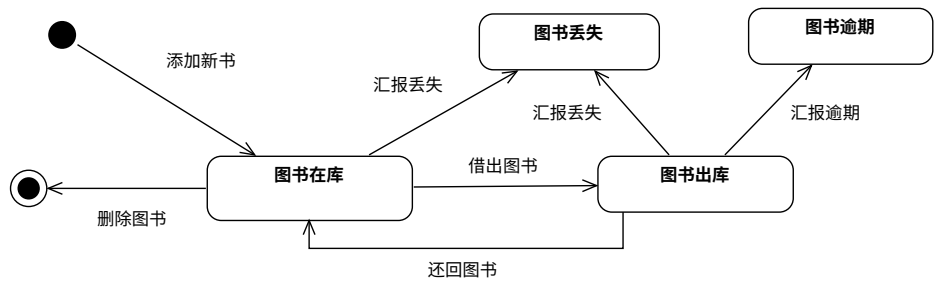 图书丢失
图书逾期
添加新书
汇报丢失
汇报丢失
汇报逾期
图书在库
借出图书
图书出库
删除图书
还回图书